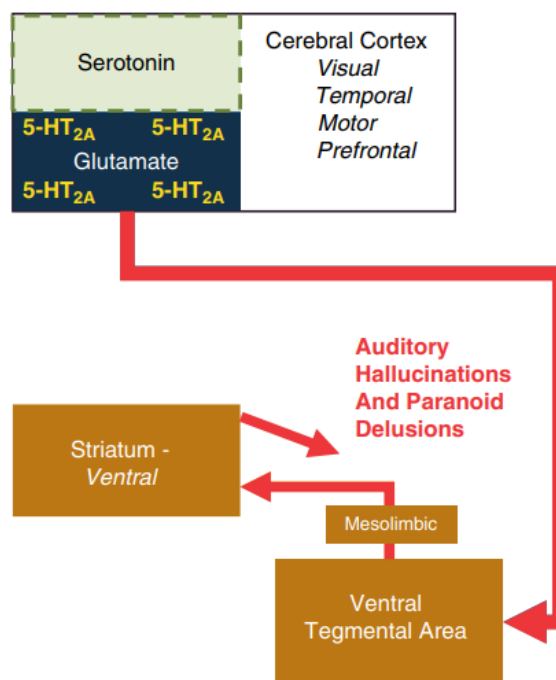 Serotonin
5-HT2A 5-HT2A
Glutamate
5-HT2A 5-HT2A
Cerebral Cortex
Visual
Temporal
Motor
Prefrontal
Auditory
Hallucinations
And Paranoid
Delusions
Striatum -
Ventral
Mesolimbic
Ventral
Tegmental Area